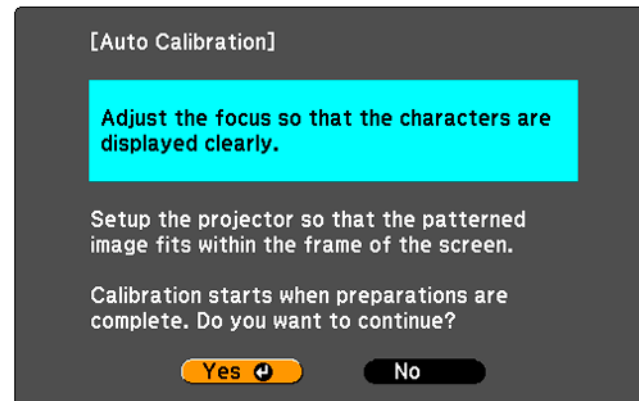 [Auto Calibration]
Adjust the focus so that the characters are
displayed clearly.
Setup the projector so that the patterned
image fits within the frame of the screen.
Calibration starts when preparations are
complete. Do you want to continue?
Yes No